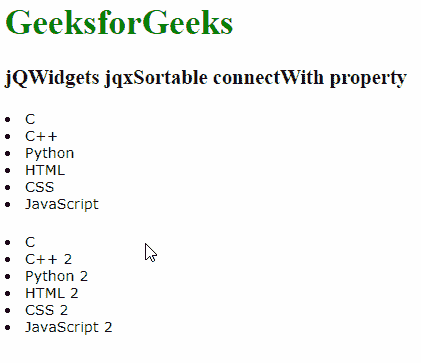 GeeksforGeeks
jQWidgets jqxSortable connectWith property
C
C++
Python
HTML
CSS
JavaScript
C
C++ 2
Python 2
HTML 2
CSS 2
JavaScript 2